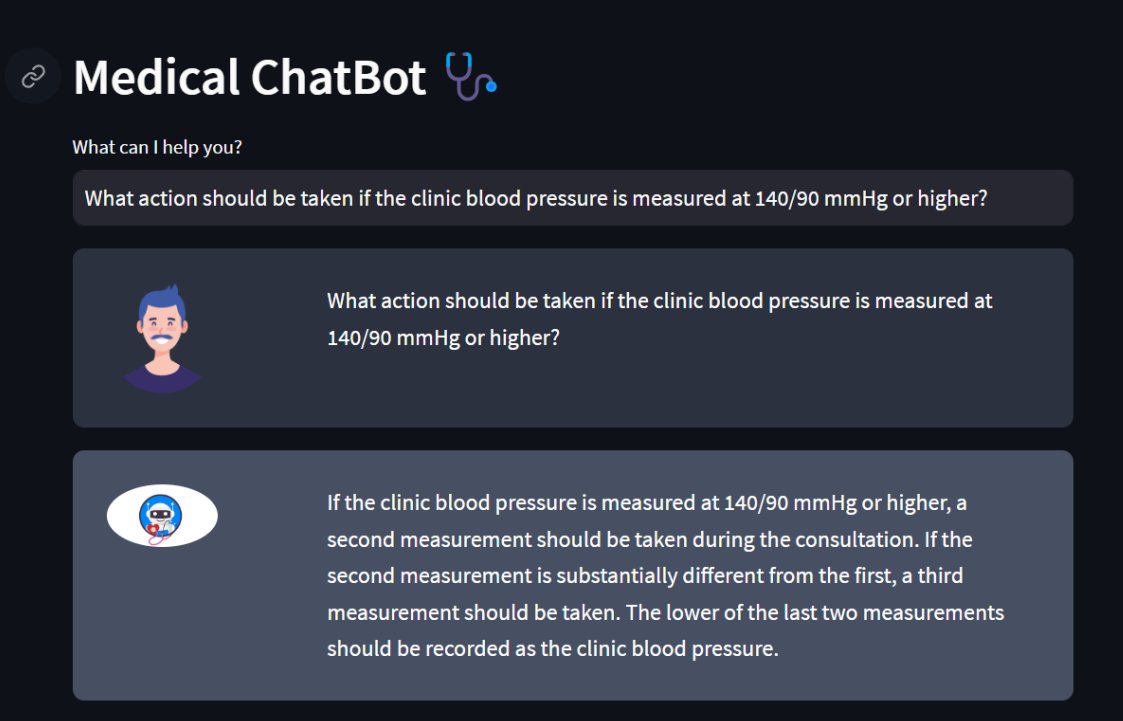 Medical ChatBot
What can I help you?
What action should be taken if the clinic blood pressure is measured at 140/90 mmHg or higher?
What action should be taken if the clinic blood pressure is measured at
140/90 mmHg or higher?
If the clinic blood pressure is measured at 140/90 mmHg or higher, a
second measurement should be taken during the consultation. If the
second measurement is substantially different from the first, a third
measurement should be taken. The lower of the last two measurements
should be recorded as the clinic blood pressure.